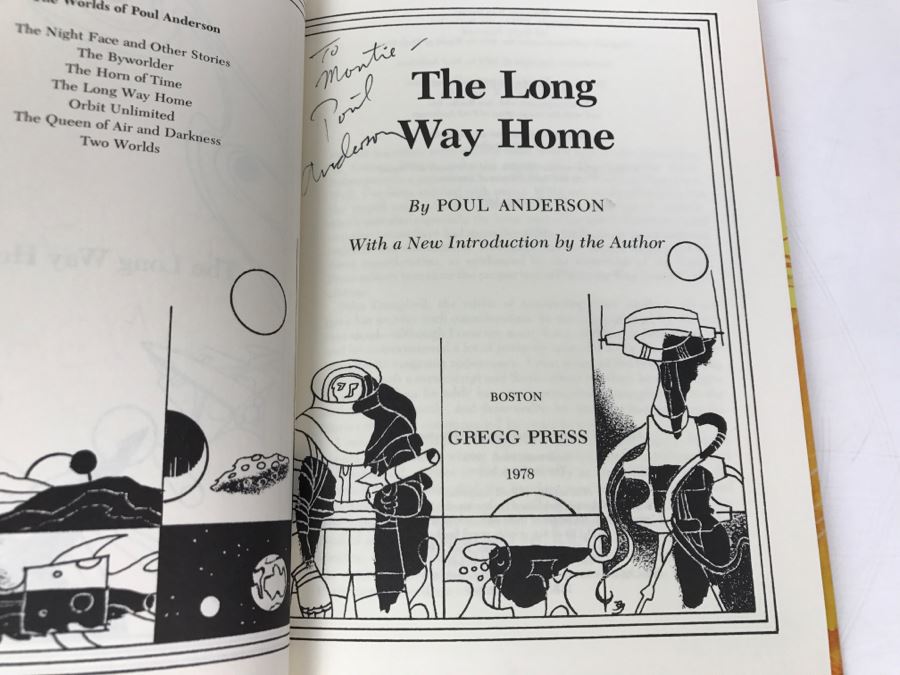 The Worlds of Poul Anderson
The Night Face and Other Stories
The Byworlder
The Horn of Time
The Long Way Home
Orbit Unlimited
The Queen of Air and Darkness
Two Worlds
To
Montie —
Poul
Anderson
The Long
Way Home
By POUL ANDERSON
With a New Introduction by the Author
BOSTON
GREGG PRESS
1978